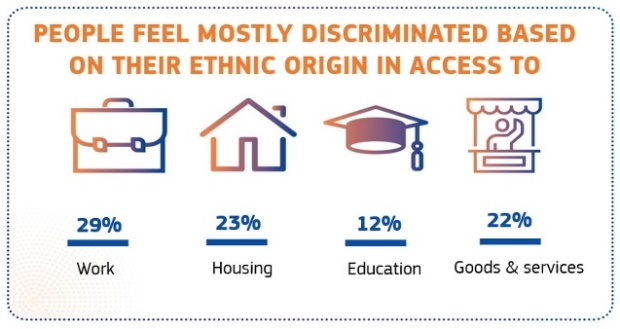 PEOPLE FEEL MOSTLY DISCRIMINATED BASED
ON THEIR ETHNIC ORIGIN IN ACCESS TO
29% 23% 12% 22%
Work Housing Education Goods & services